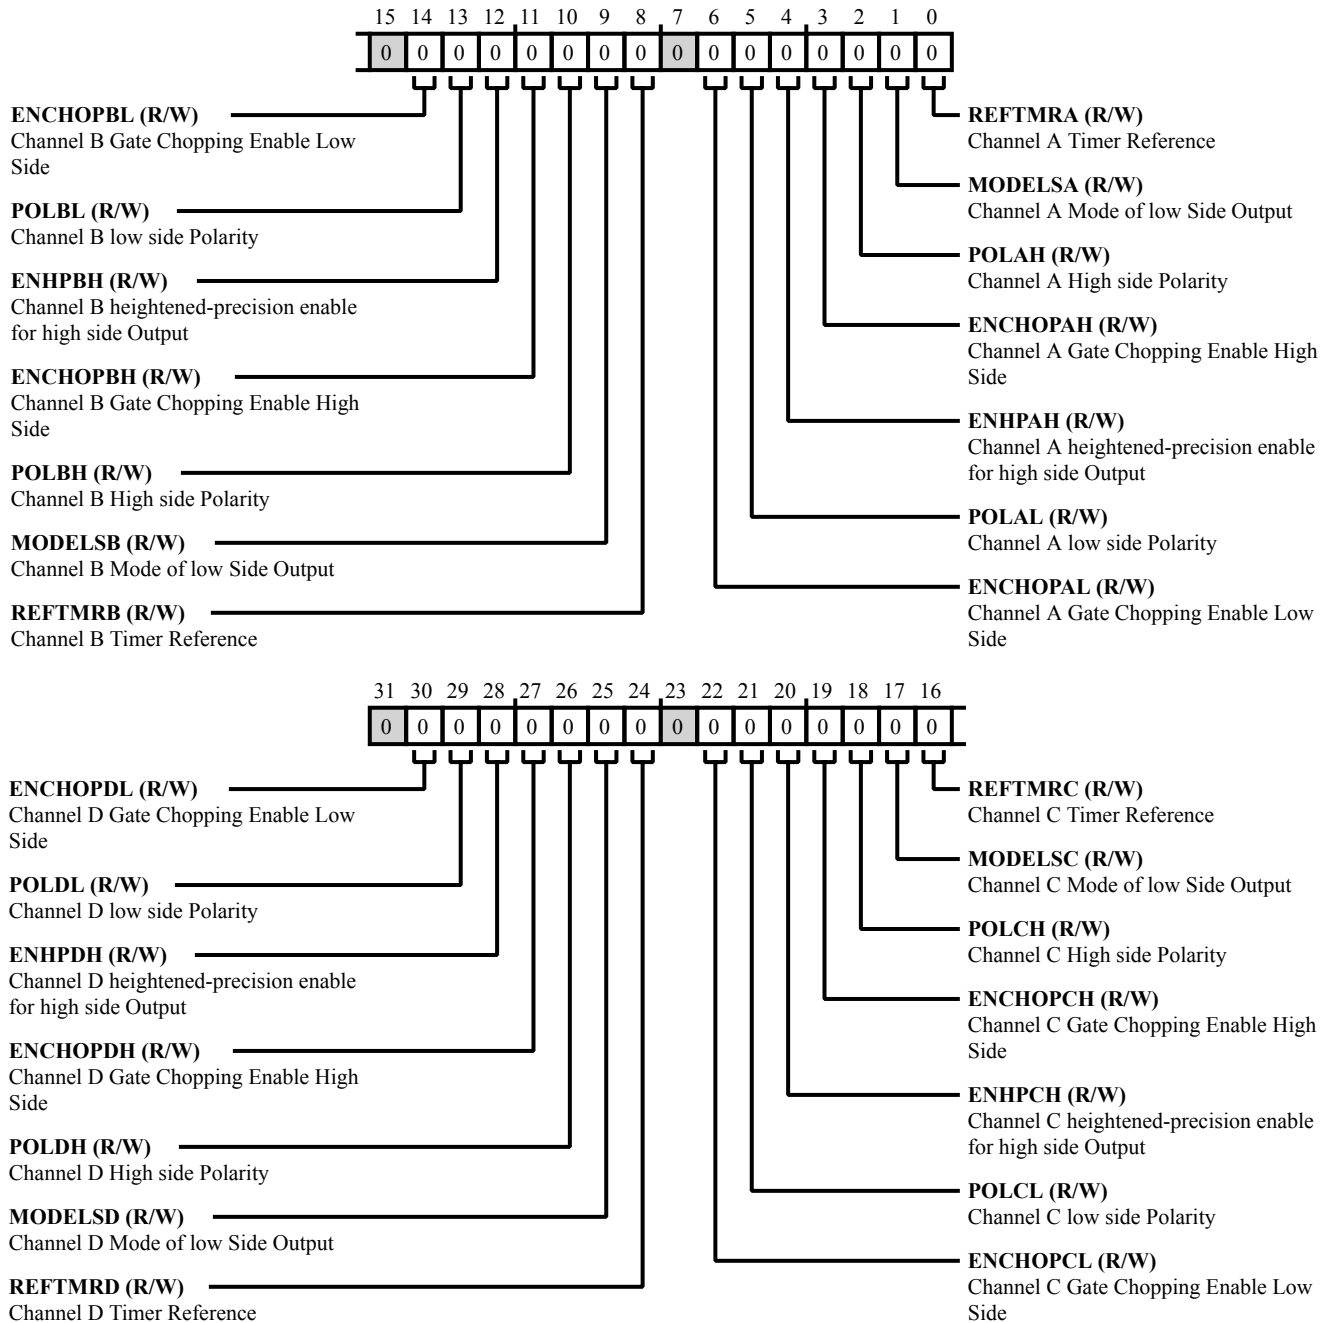 15 14 13 12 11 10 9 8 7 6 5 4 3 2 1 0
0 0 0 0 0 0 0 0 0 0 0 0 0 0 0 0
ENCHOPBL (R/W)
Channel B Gate Chopping Enable Low
Side
POLBL (R/W)
Channel B low side Polarity
ENHPBH (R/W)
Channel B heightened-precision enable
for high side Output
ENCHOPBH (R/W)
Channel B Gate Chopping Enable High
Side
POLBH (R/W)
Channel B High side Polarity
MODELSB (R/W)
Channel B Mode of low Side Output
REFTMRB (R/W)
Channel B Timer Reference
REFTMRA (R/W)
Channel A Timer Reference
MODELSA (R/W)
Channel A Mode of low Side Output
POLAH (R/W)
Channel A High side Polarity
ENCHOPAH (R/W)
Channel A Gate Chopping Enable High
Side
ENHPAH (R/W)
Channel A heightened-precision enable
for high side Output
POLAL (R/W)
Channel A low side Polarity
ENCHOPAL (R/W)
Channel A Gate Chopping Enable Low
Side
31 30 29 28 27 26 25 24 23 22 21 20 19 18 17 16
0 0 0 0 0 0 0 0 0 0 0 0 0 0 0 0
ENCHOPDL (R/W)
Channel D Gate Chopping Enable Low
Side
POLDL (R/W)
Channel D low side Polarity
ENHPDH (R/W)
Channel D heightened-precision enable
for high side Output
ENCHOPDH (R/W)
Channel D Gate Chopping Enable High
Side
POLDH (R/W)
Channel D High side Polarity
MODELSD (R/W)
Channel D Mode of low Side Output
REFTMRD (R/W)
Channel D Timer Reference
REFTMRC (R/W)
Channel C Timer Reference
MODELSC (R/W)
Channel C Mode of low Side Output
POLCH (R/W)
Channel C High side Polarity
ENCHOPCH (R/W)
Channel C Gate Chopping Enable High
Side
ENHPCH (R/W)
Channel C heightened-precision enable
for high side Output
POLCL (R/W)
Channel C low side Polarity
ENCHOPCL (R/W)
Channel C Gate Chopping Enable Low
Side